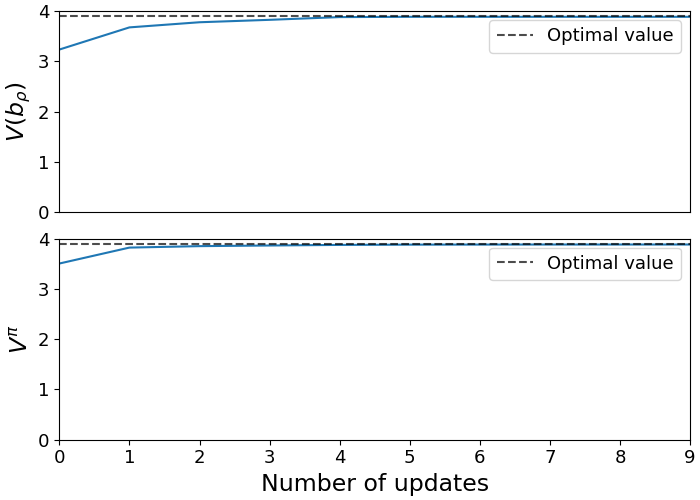 4
3
2
1
0
V(b_ρ)
Optimal value
4
3
2
1
0
V^π
Optimal value
0 1 2 3 4 5 6 7 8 9
Number of updates